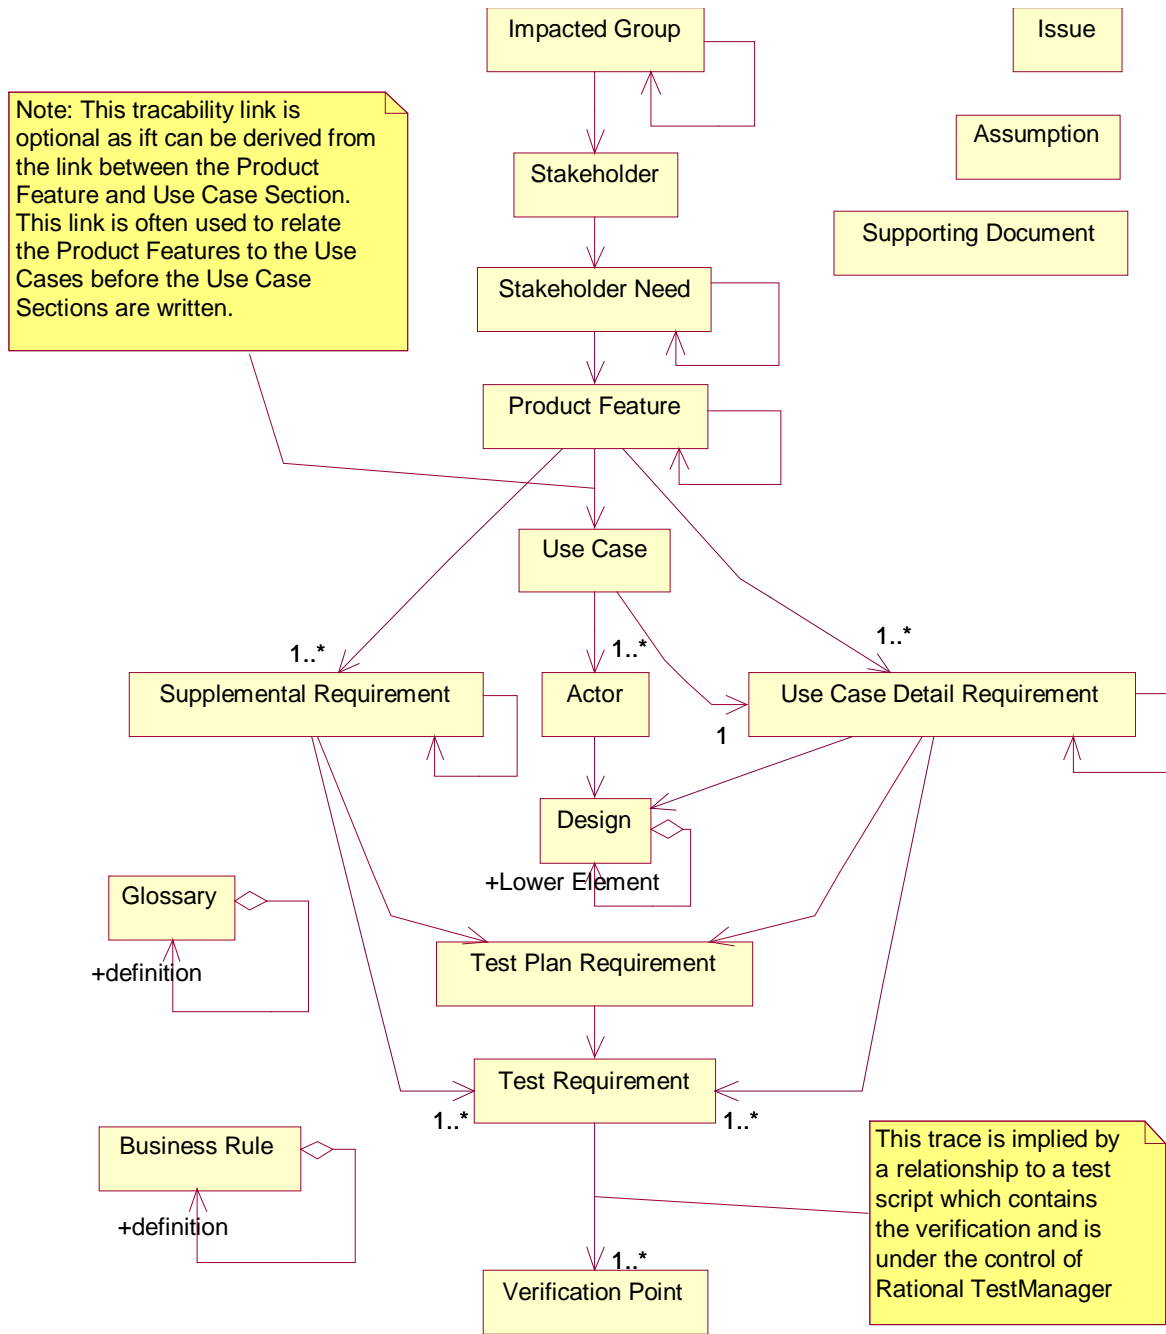 Impacted Group
Issue
Note: This tracability link is
optional as ift can be derived from
the link between the Product
Feature and Use Case Section.
This link is often used to relate
the Product Features to the Use
Cases before the Use Case
Sections are written.
Assumption
Stakeholder
Supporting Document
Stakeholder Need
Product Feature
Use Case
1..*
1..*
1..*
Supplemental Requirement
Actor
Use Case Detail Requirement
1
Design
+Lower Element
Glossary
+definition
Test Plan Requirement
Test Requirement
1..*
1..*
Business Rule
+definition
This trace is implied by
a relationship to a test
script which contains
the verification and is
under the control of
Rational TestManager
1..*
Verification Point